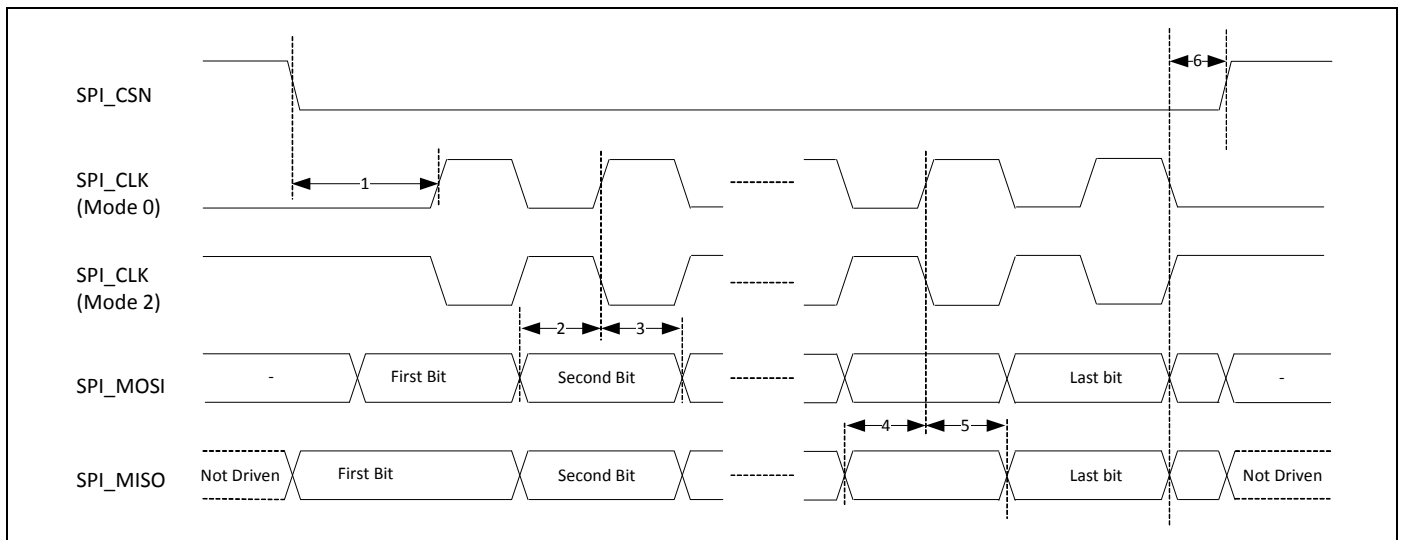 6
SPI_CSN
SPI_CLK
(Mode 0)
1
SPI_CLK
(Mode 2)
2 3
SPI_MOSI - First Bit Second Bit Last bit -
4 5
SPI_MISO Not Driven First Bit Second Bit Last bit Not Driven